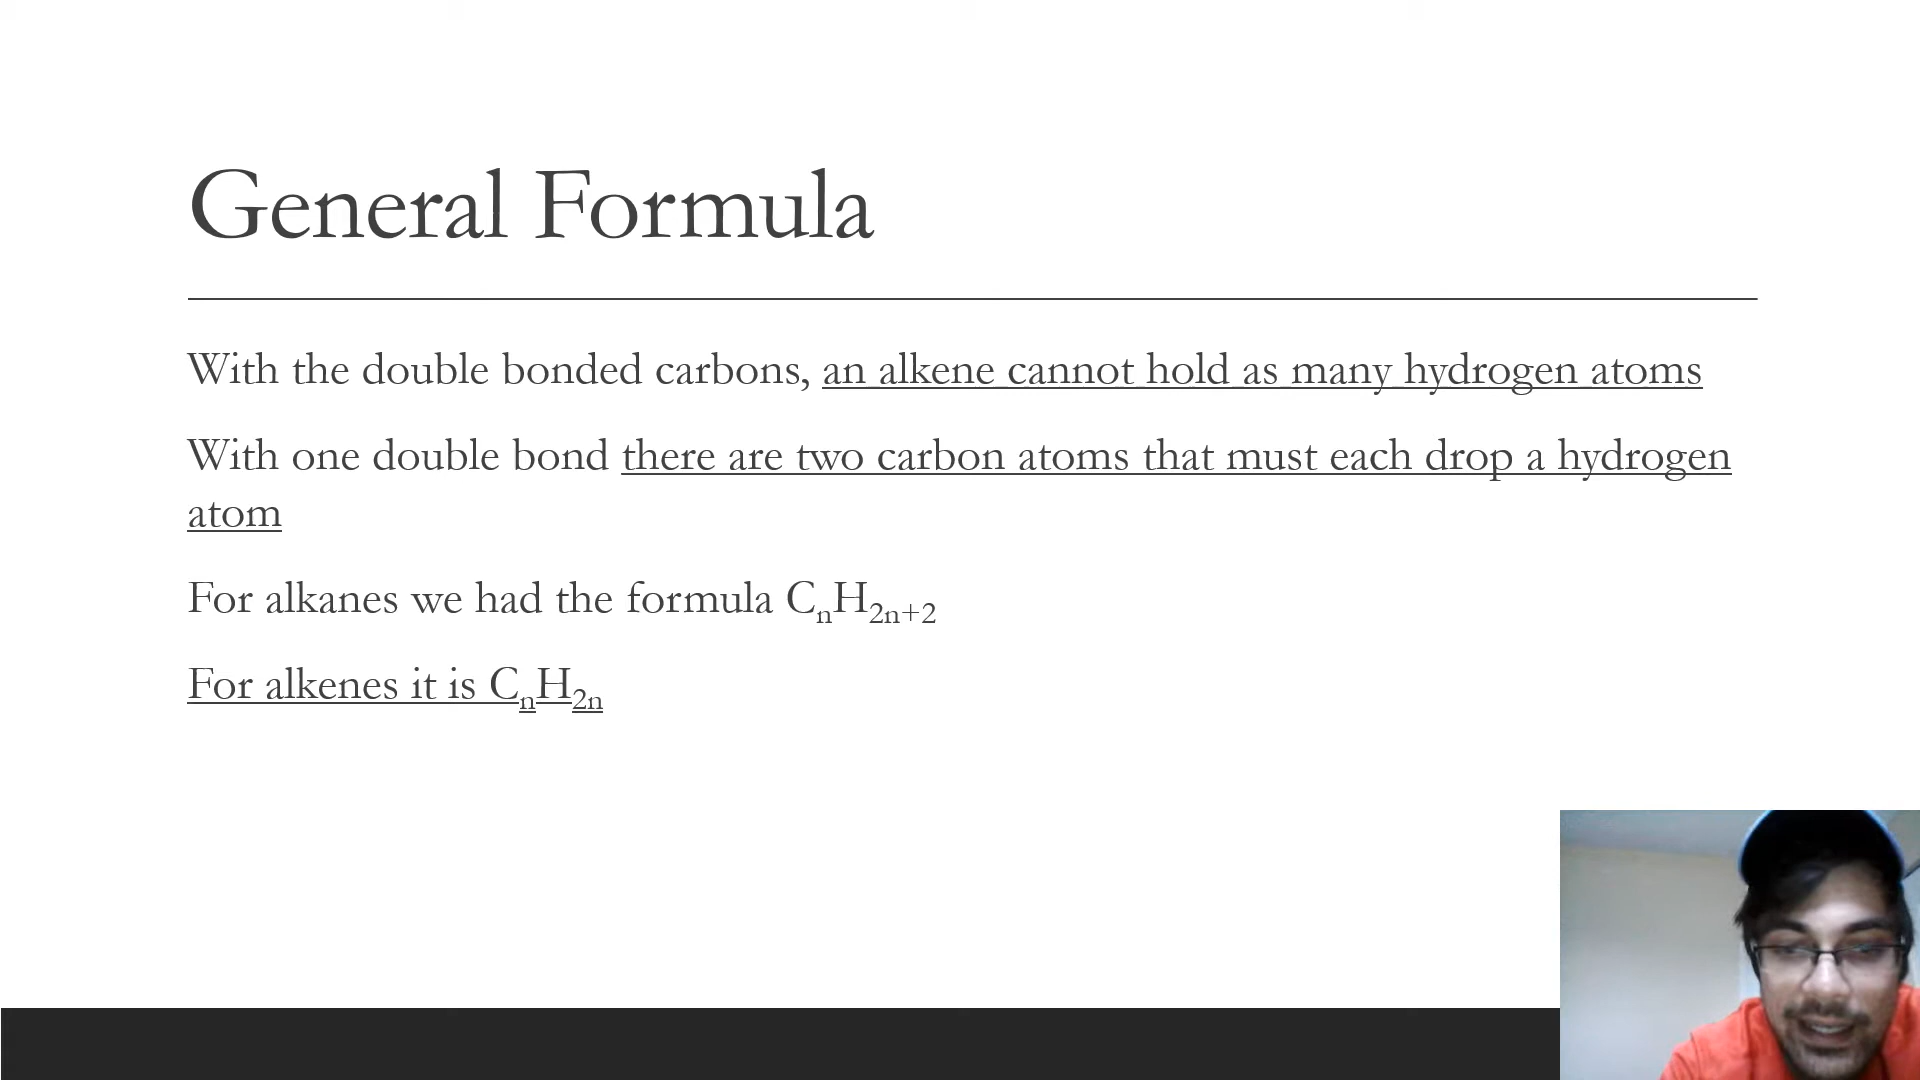 General Formula
With the double bonded carbons, an alkene cannot hold as many hydrogen atoms
With one double bond there are two carbon atoms that must each drop a hydrogen
atom
For alkanes we had the formula CₙH₂ₙ₊₂
For alkenes it is CₙH₂ₙ